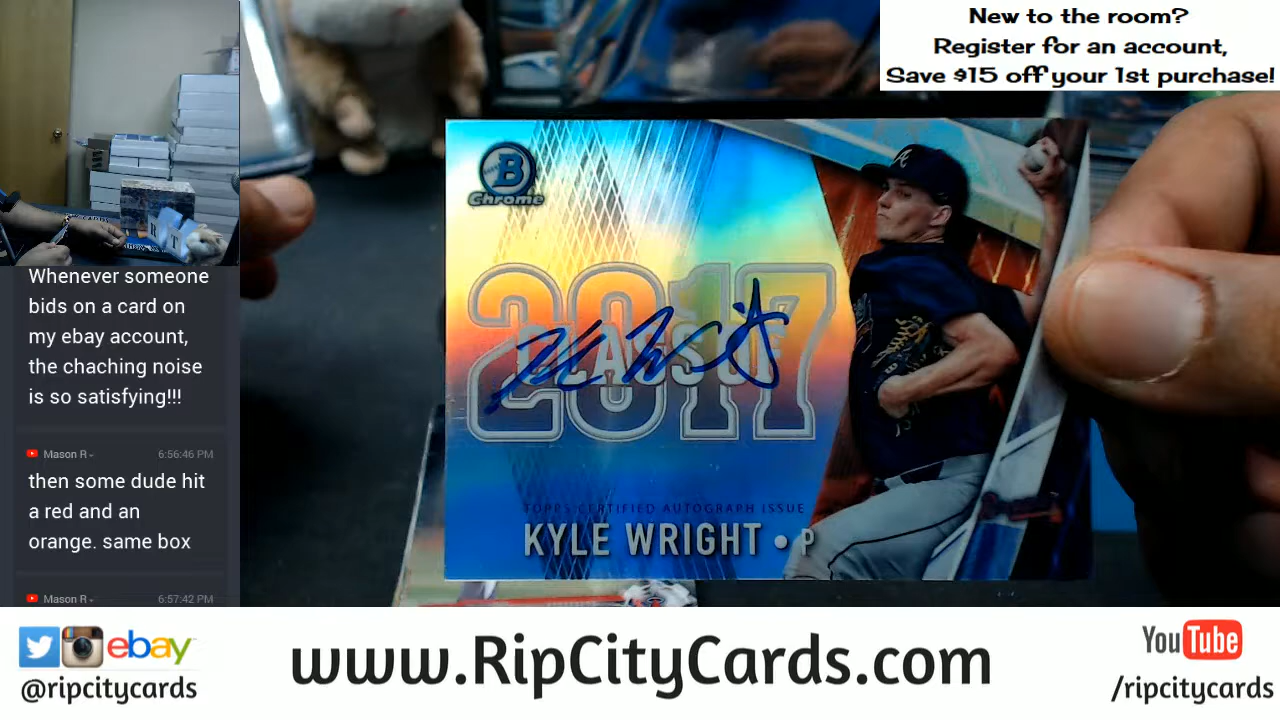 New to the room?
Register for an account,
Save $15 off your 1st purchase!
Whenever someone
bids on a card on
my ebay account,
the chaching noise
is so satisfying!!!
Mason R
6:56:46 PM
then some dude hit
a red and an
orange. same box
Mason R
6:57:42 PM
B
Chrome
A
2017
CLASS OF
TOPPS CERTIFIED AUTOGRAPH ISSUE
KYLE WRIGHT • P
ebay
@ripcitycards
www.RipCityCards.com
YouTube
/ripcitycards